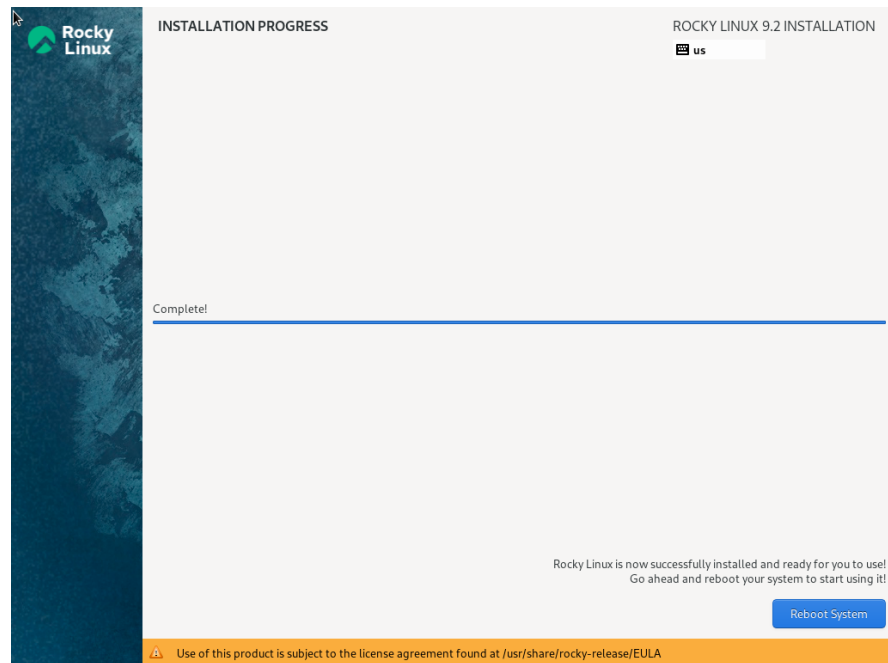 Rocky
Linux
INSTALLATION PROGRESS
ROCKY LINUX 9.2 INSTALLATION
us
Complete!
Rocky Linux is now successfully installed and ready for you to use!
Go ahead and reboot your system to start using it!
Reboot System
Use of this product is subject to the license agreement found at /usr/share/rocky-release/EULA